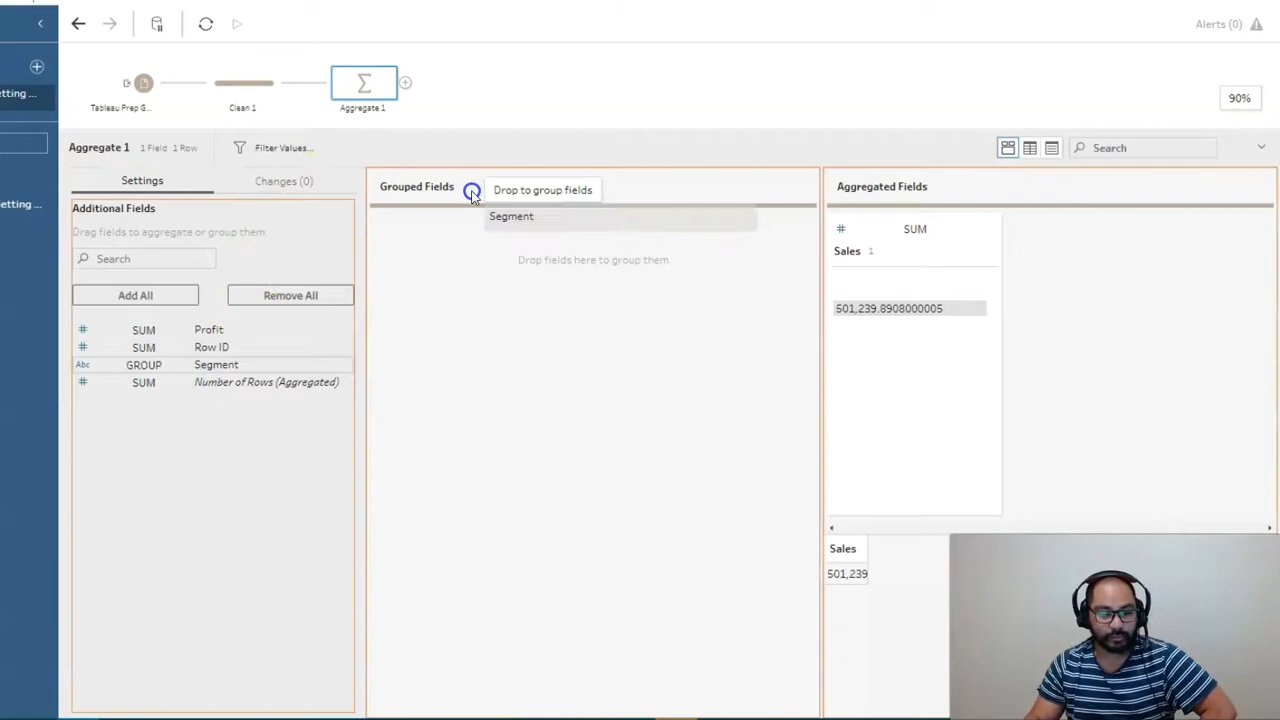 Alerts (0)
etting ...
Tableau Prep G...
Clean 1
Aggregate 1
90%
Aggregate 1
1 Field
1 Row
Filter Values...
Search
Settings
Changes (0)
Grouped Fields
Drop to group fields
Aggregated Fields
etting ...
Additional Fields
Segment
Drag fields to aggregate or group them
# SUM
Search
Sales 1
Drop fields here to group them
Add All
Remove All
501,239.8908000005
# SUM Profit
# SUM Row ID
Abc GROUP Segment
# SUM Number of Rows (Aggregated)
Sales
501,239